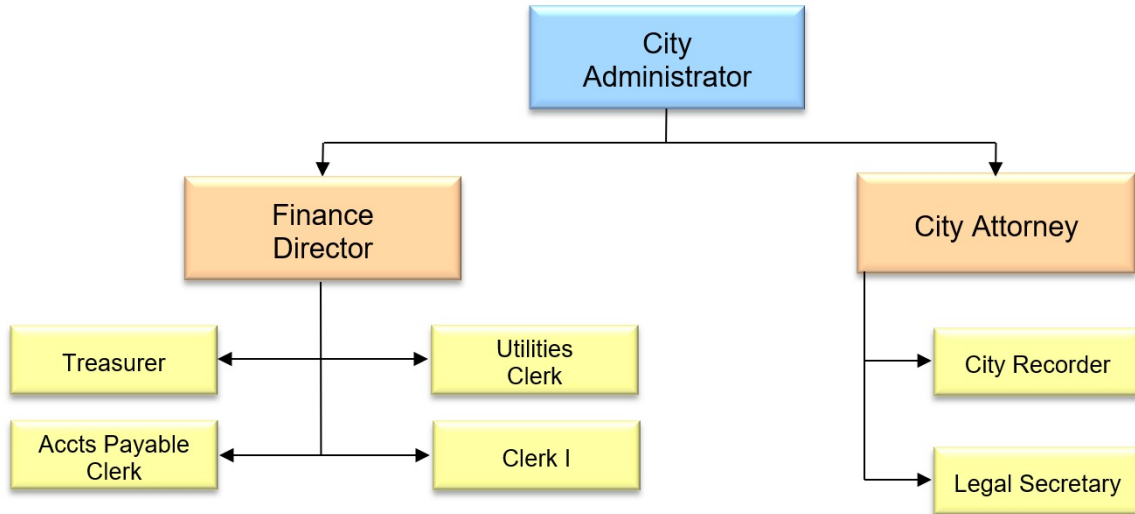 City
Administrator
Finance
Director
City Attorney
Treasurer
Utilities
Clerk
City Recorder
Accts Payable
Clerk
Clerk I
Legal Secretary